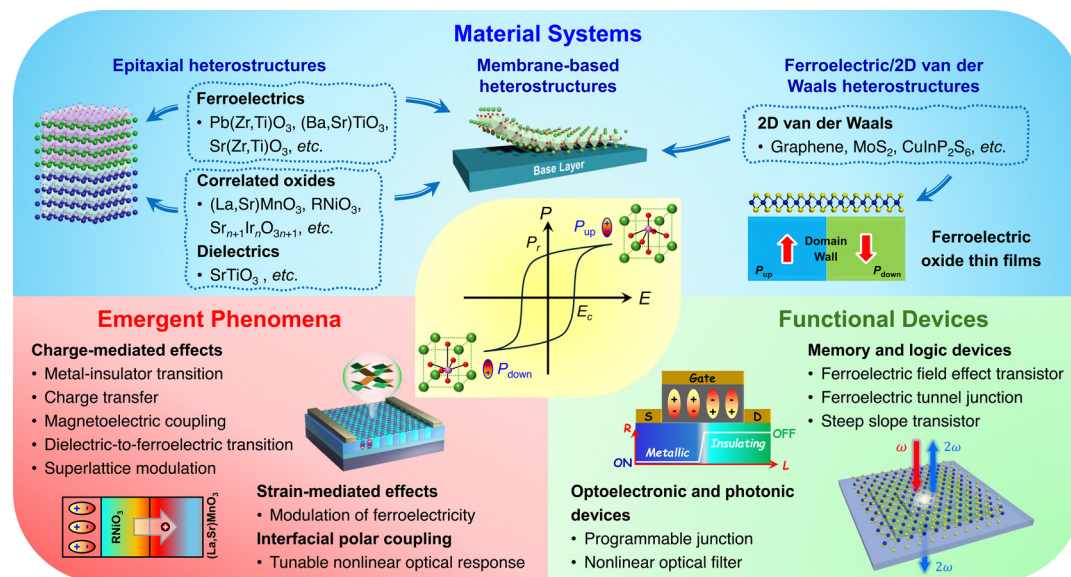 Material Systems
Epitaxial heterostructures
Ferroelectrics
• Pb(Zr,Ti)O₃, (Ba,Sr)TiO₃,
Sr(Zr,Ti)O₃, etc.
Correlated oxides
• (La,Sr)MnO₃, RNiO₃,
Srₙ₊₁IrₙO₃ₙ₊₁, etc.
Dielectrics
• SrTiO₃ , etc.
Membrane-based
heterostructures
Base Layer
Ferroelectric/2D van der
Waals heterostructures
2D van der Waals
• Graphene, MoS₂, CuInP₂S₆, etc.
Domain
Wall
P_up
P_down
Ferroelectric
oxide thin films
P
P_r
P_up
+
-
E
E_c
P_down
+
-
Emergent Phenomena
Charge-mediated effects
• Metal-insulator transition
• Charge transfer
• Magnetoelectric coupling
• Dielectric-to-ferroelectric transition
• Superlattice modulation
+ -
+ -
+ -
RNiO₃
+
(La,Sr)MnO₃
Strain-mediated effects
• Modulation of ferroelectricity
Interfacial polar coupling
• Tunable nonlinear optical response
Functional Devices
Memory and logic devices
• Ferroelectric field effect transistor
• Ferroelectric tunnel junction
• Steep slope transistor
Gate
+ - + -
- + - +
S
D
R
Metallic
Insulating
OFF
ON
L
Optoelectronic and photonic
devices
• Programmable junction
• Nonlinear optical filter
ω
2ω
2ω